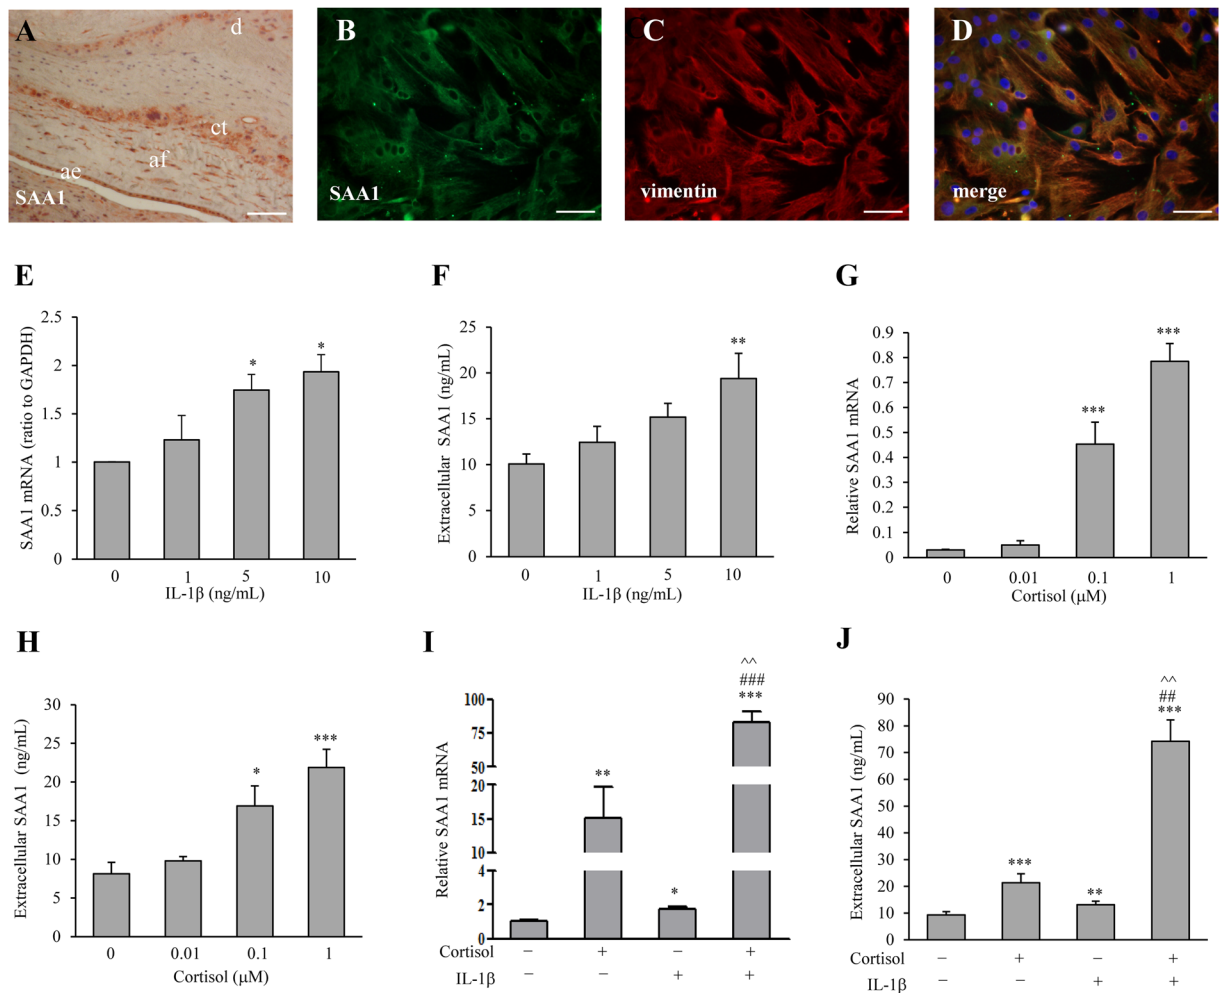 A
d
ct
af
ae
SAA1
B
SAA1
C
vimentin
D
merge
E
SAA1 mRNA (ratio to GAPDH)
2.5
2
1.5
1
0.5
0
*
*
0 1 5 10
IL-1β (ng/mL)
F
Extracellular SAA1 (ng/mL)
25
20
15
10
5
0
**
0 1 5 10
IL-1β (ng/mL)
G
Relative SAA1 mRNA
0.9
0.8
0.7
0.6
0.5
0.4
0.3
0.2
0.1
0
***
***
0 0.01 0.1 1
Cortisol (μM)
H
Extracellular SAA1 (ng/mL)
30
25
20
15
10
5
0
*
***
0 0.01 0.1 1
Cortisol (μM)
I
Relative SAA1 mRNA
100
75
50
20
15
10
4
2
0
**
*
^^
###
***
Cortisol − + − +
IL-1β − − + +
J
Extracellular SAA1 (ng/mL)
90
80
70
60
50
40
30
20
10
0
***
**
^^
##
***
Cortisol − + − +
IL-1β − − + +